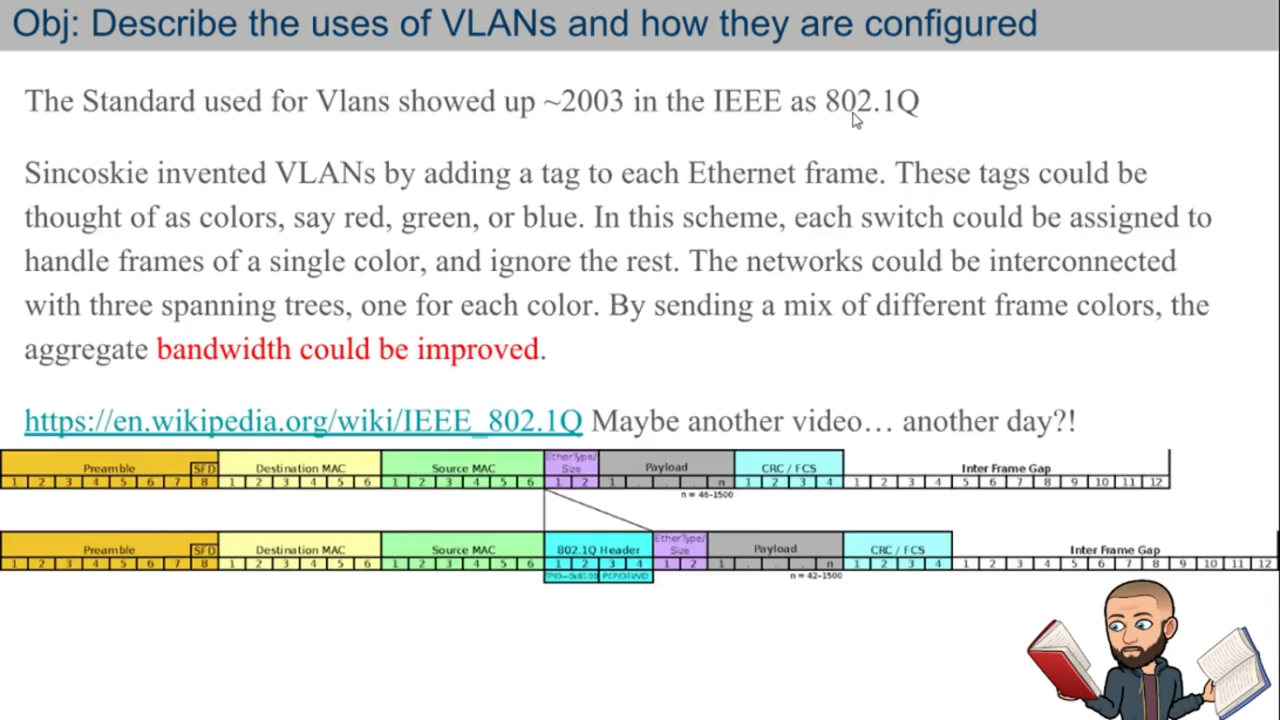 Obj: Describe the uses of VLANs and how they are configured
The Standard used for Vlans showed up ~2003 in the IEEE as 802.1Q
Sincoskie invented VLANs by adding a tag to each Ethernet frame. These tags could be
thought of as colors, say red, green, or blue. In this scheme, each switch could be assigned to
handle frames of a single color, and ignore the rest. The networks could be interconnected
with three spanning trees, one for each color. By sending a mix of different frame colors, the
aggregate bandwidth could be improved.
https://en.wikipedia.org/wiki/IEEE_802.1Q Maybe another video… another day?!
EtherType/
Preamble SFD Destination MAC Source MAC Size Payload CRC / FCS Inter Frame Gap
1 2 3 4 5 6 7 8 1 2 3 4 5 6 1 2 3 4 5 6 1 2 1 . . . n 1 2 3 4 1 2 3 4 5 6 7 8 9 10 11 12
n = 46-1500
EtherType/
Preamble SFD Destination MAC Source MAC 802.1Q Header Size Payload CRC / FCS Inter Frame Gap
1 2 3 4 5 6 7 8 1 2 3 4 5 6 1 2 3 4 5 6 1 2 3 4 1 2 1 . . . n 1 2 3 4 1 2 3 4 5 6 7 8 9 10 11 12
n = 42-1500